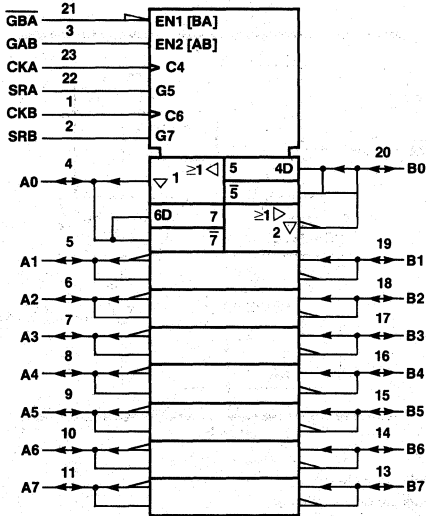 21
GBA EN1 [BA]
3
GAB EN2 [AB]
23
CKA C4
22
SRA G5
1
CKB C6
2
SRB G7
4 ≥1 ◁ 5 4D 20
A0 ▽ 1 5̅ B0
6D 7 ≥1 ▷
7̅ 2 ▽
5 19
A1 B1
6 18
A2 B2
7 17
A3 B3
8 16
A4 B4
9 15
A5 B5
10 14
A6 B6
11 13
A7 B7